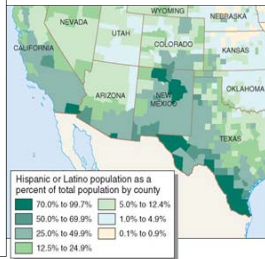 WYOMING
NEBRASKA
NEVADA
UTAH
COLORADO
CALIFORNIA
KANSAS
ARIZONA
NEW
MEXICO
OKLAHOMA
TEXAS
Hispanic or Latino population as a
percent of total population by county
70.0% to 99.7%
5.0% to 12.4%
50.0% to 69.9%
1.0% to 4.9%
25.0% to 49.9%
0.1% to 0.9%
12.5% to 24.9%